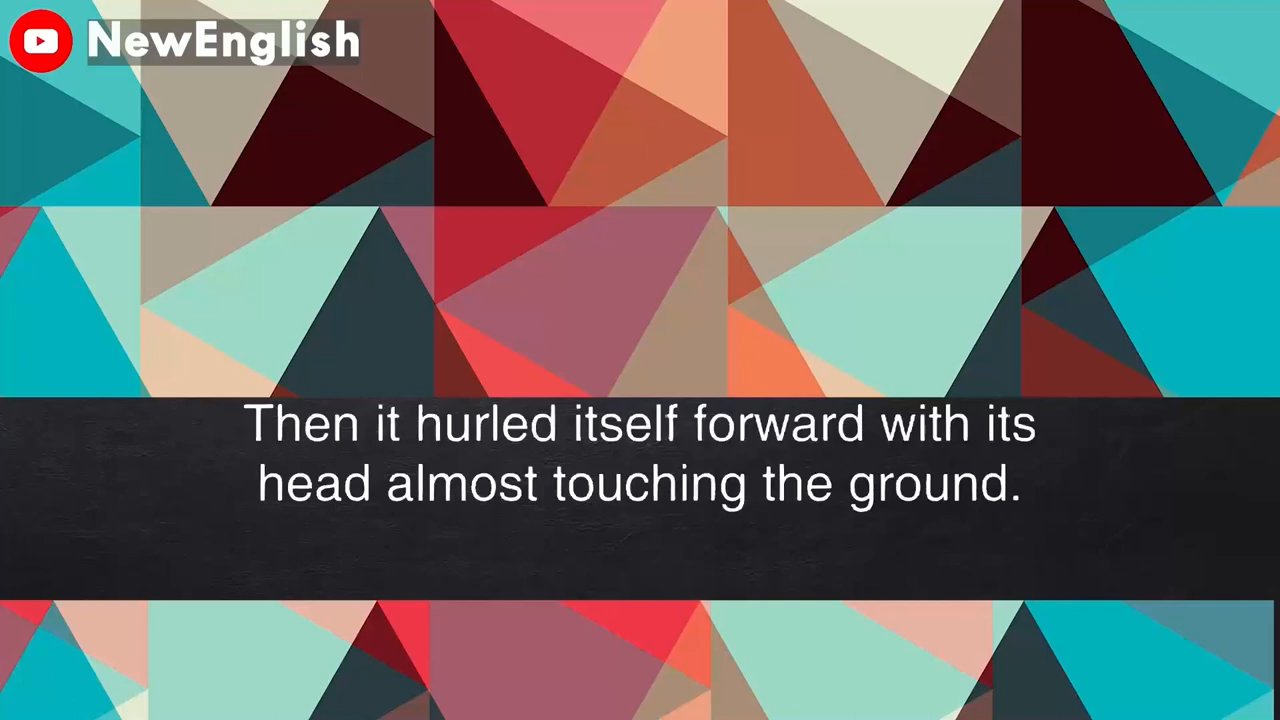 NewEnglish
Then it hurled itself forward with its
head almost touching the ground.